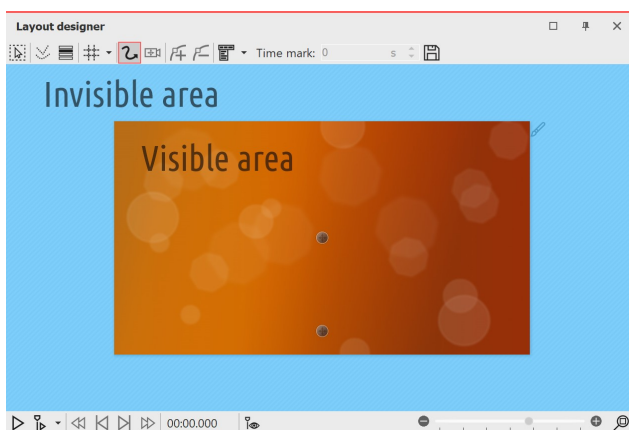 Layout designer
Time mark: 0 s
Invisible area
Visible area
00:00.000